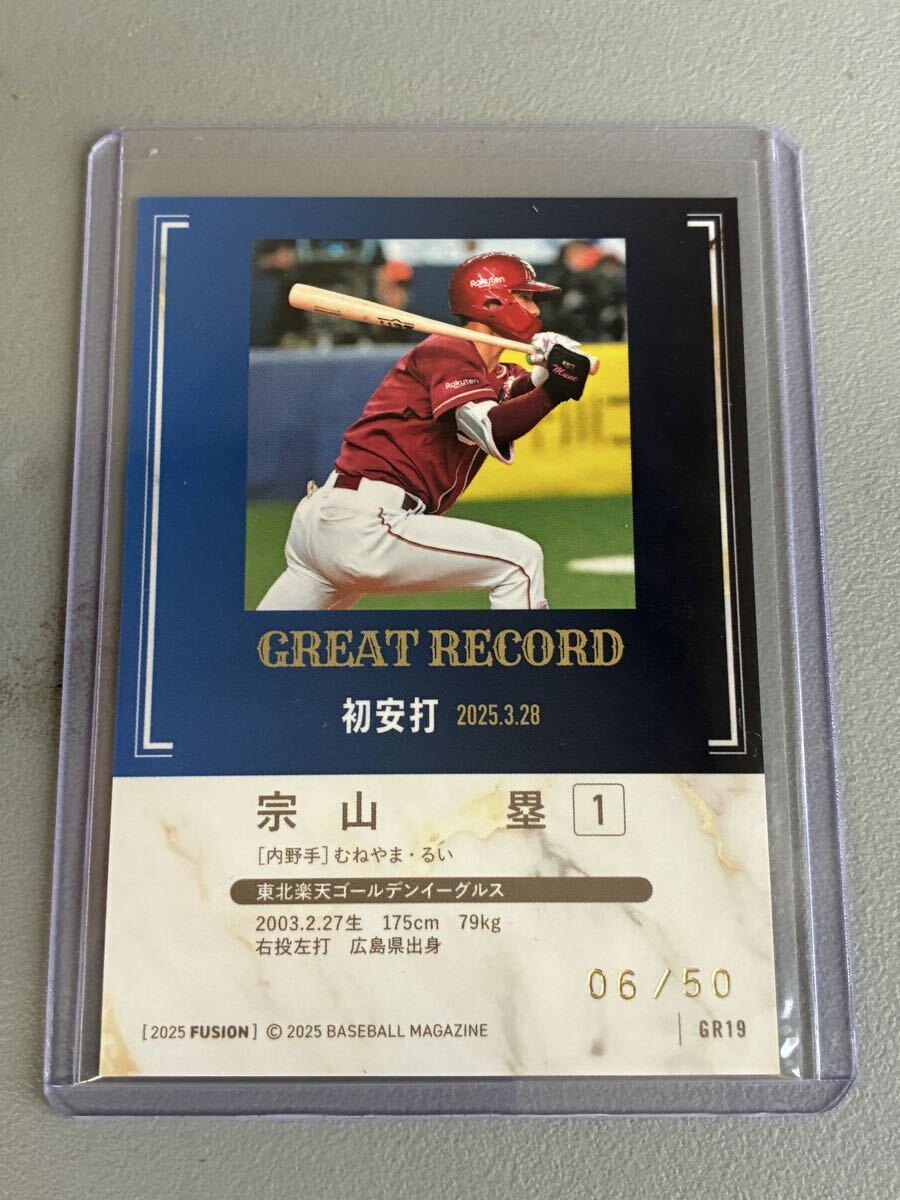 Rakuten
Rakuten
Mune
GREAT RECORD
初安打 2025.3.28
宗山 塁 1
[内野手]むねやま・るい
東北楽天ゴールデンイーグルス
2003.2.27生 175cm 79kg
右投左打 広島県出身
06/50
[2025 FUSION] © 2025 BASEBALL MAGAZINE GR19